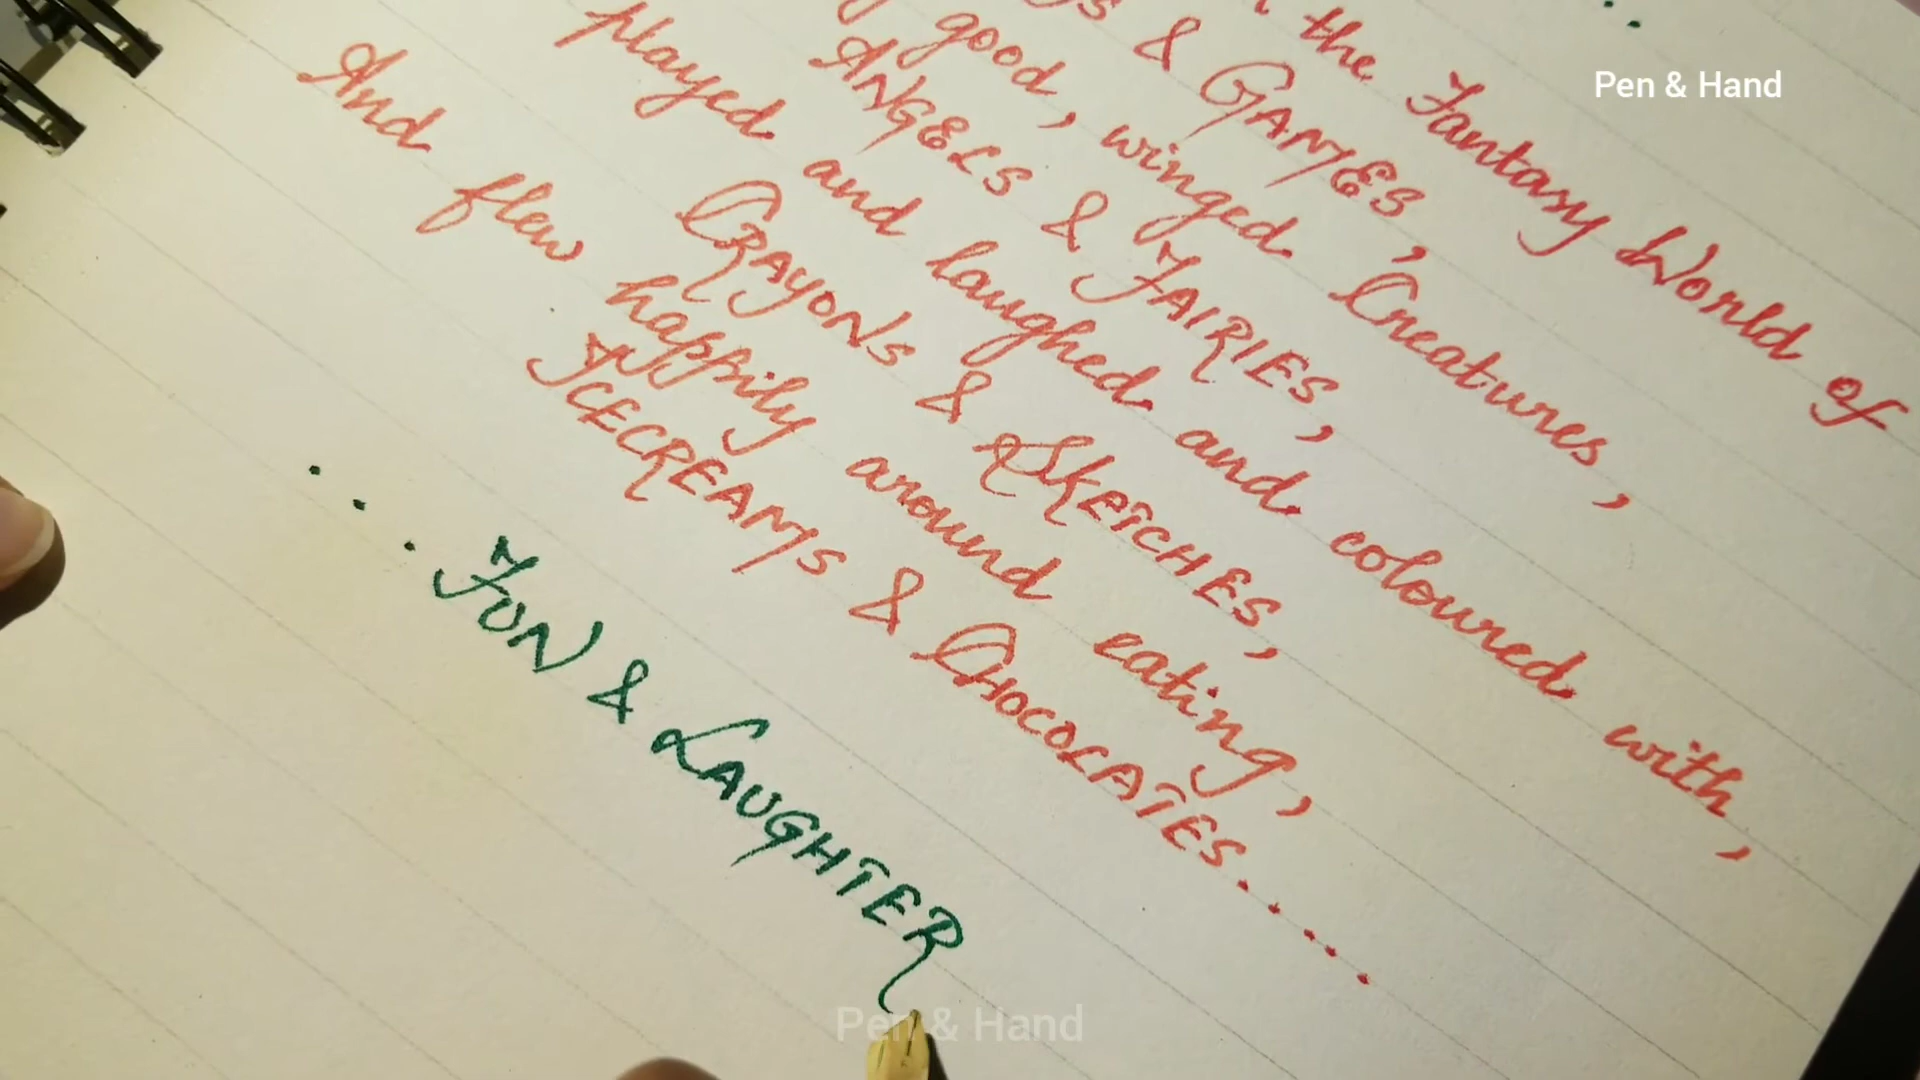 the Fantasy World of
& GAMES,
good, winged Creatures,
ANGELS & FAIRIES,
played and laughed and coloured with,
CRAYONS & SKETCHES,
And flew happily around eating,
ICECREAMS & CHOCOLATES.....
...FUN & LAUGHTER
Pen & Hand
Pen & Hand